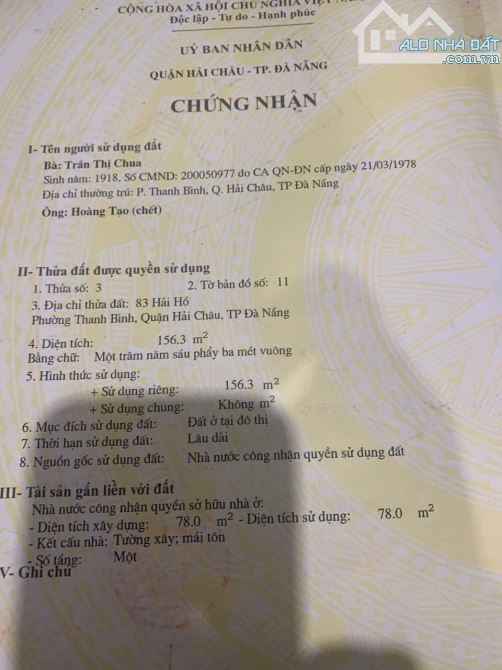 CỘNG HÒA XÃ HỘI CHỦ NGHĨA VIỆT
Độc lập - Tự do - Hạnh phúc
ALO NHÀ ĐẤT
.com.vn
UỶ BAN NHÂN DÂN
QUẬN HẢI CHÂU - TP. ĐÀ NẴNG
CHỨNG NHẬN
I- Tên người sử dụng đất
Bà: Trần Thị Chua
Sinh năm: 1918, Số CMND: 200050977 do CA QN-ĐN cấp ngày 21/03/1978
Địa chỉ thường trú: P. Thanh Bình, Q. Hải Châu, TP Đà Nẵng
Ông: Hoàng Tạo (chết)
II- Thửa đất được quyền sử dụng
1. Thửa số: 3 2. Tờ bản đồ số: 11
3. Địa chỉ thửa đất: 83 Hải Hồ
Phường Thanh Bình, Quận Hải Châu, TP Đà Nẵng
4. Diện tích: 156.3 m²
Bằng chữ: Một trăm năm sáu phẩy ba mét vuông
5. Hình thức sử dụng:
+ Sử dụng riêng: 156.3 m²
+ Sử dụng chung: Không m²
6. Mục đích sử dụng đất: Đất ở tại đô thị
7. Thời hạn sử dụng đất: Lâu dài
8. Nguồn gốc sử dụng đất: Nhà nước công nhận quyền sử dụng đất
III- Tài sản gắn liền với đất
Nhà nước công nhận quyền sở hữu nhà ở:
- Diện tích xây dựng: 78.0 m² - Diện tích sử dụng: 78.0 m²
- Kết cấu nhà: Tường xây; mái tôn
- Số tầng: Một
V- Ghi chú